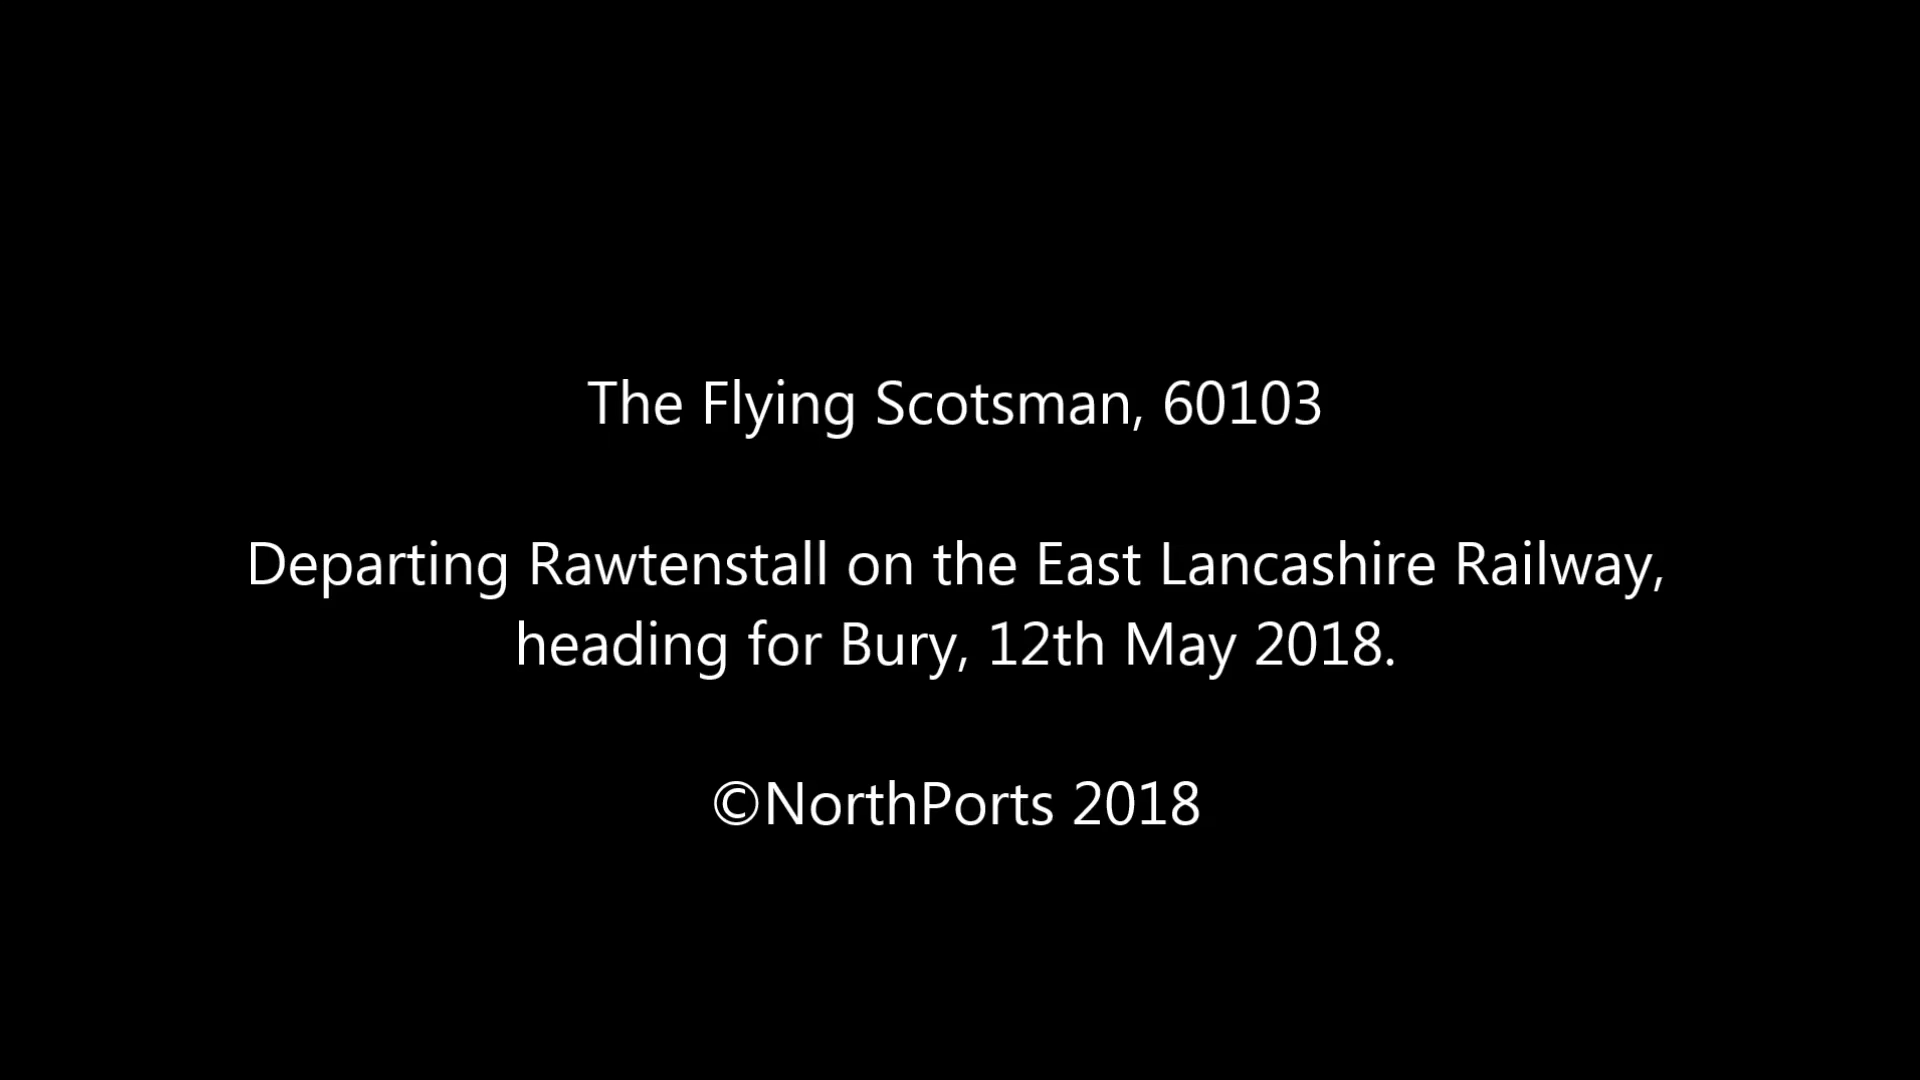 The Flying Scotsman, 60103
Departing Rawtenstall on the East Lancashire Railway,
heading for Bury, 12th May 2018.
©NorthPorts 2018